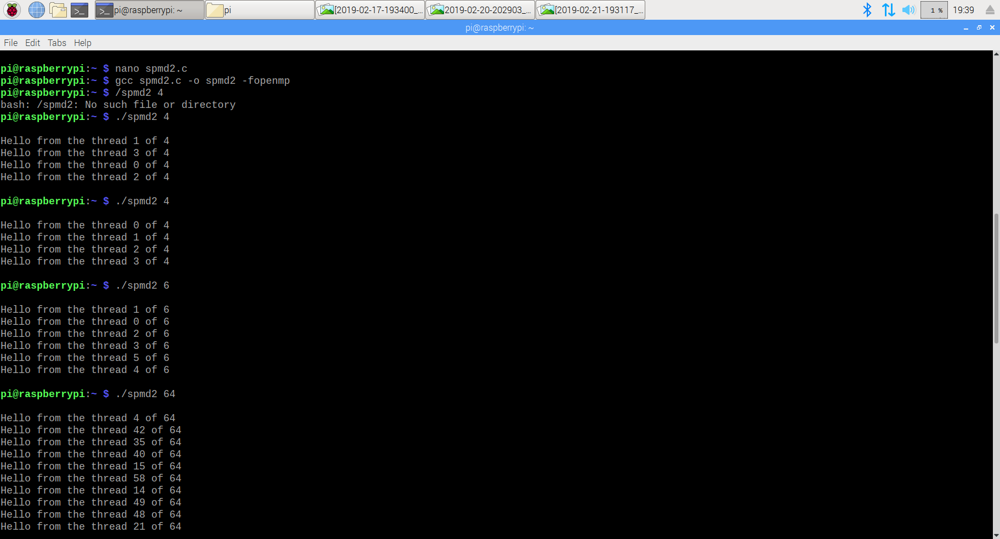 pi@raspberrypi: ~ pi [2019-02-17-193400_... 2019-02-20-202903_... [2019-02-21-193117_... 1 % 19:39
pi@raspberrypi: ~
File Edit Tabs Help
pi@raspberrypi:~ $ nano spmd2.c
pi@raspberrypi:~ $ gcc spmd2.c -o spmd2 -fopenmp
pi@raspberrypi:~ $ /spmd2 4
bash: /spmd2: No such file or directory
pi@raspberrypi:~ $ ./spmd2 4
Hello from the thread 1 of 4
Hello from the thread 3 of 4
Hello from the thread 0 of 4
Hello from the thread 2 of 4
pi@raspberrypi:~ $ ./spmd2 4
Hello from the thread 0 of 4
Hello from the thread 1 of 4
Hello from the thread 2 of 4
Hello from the thread 3 of 4
pi@raspberrypi:~ $ ./spmd2 6
Hello from the thread 1 of 6
Hello from the thread 0 of 6
Hello from the thread 2 of 6
Hello from the thread 3 of 6
Hello from the thread 5 of 6
Hello from the thread 4 of 6
pi@raspberrypi:~ $ ./spmd2 64
Hello from the thread 4 of 64
Hello from the thread 42 of 64
Hello from the thread 35 of 64
Hello from the thread 40 of 64
Hello from the thread 15 of 64
Hello from the thread 58 of 64
Hello from the thread 14 of 64
Hello from the thread 49 of 64
Hello from the thread 48 of 64
Hello from the thread 21 of 64